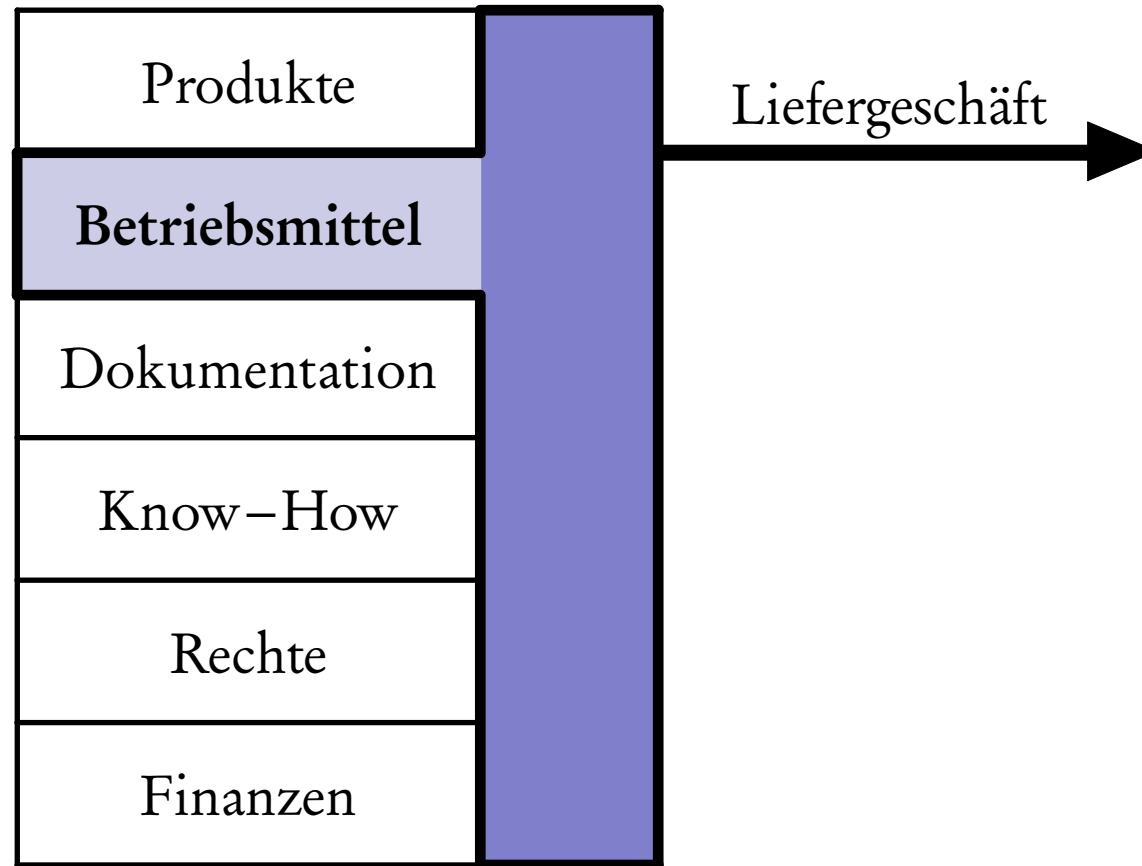 Produkte
Liefergeschäft
Betriebsmittel
Dokumentation
Know–How
Rechte
Finanzen